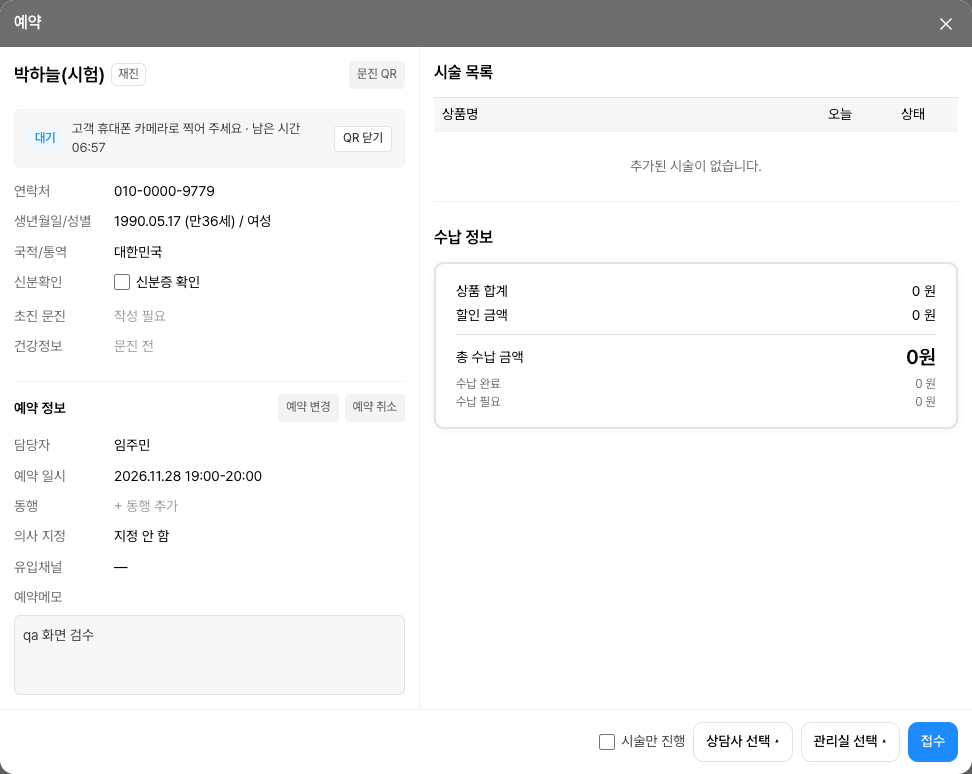 예약
박하늘(시험) 재진 문진 QR
대기 고객 휴대폰 카메라로 찍어 주세요 · 남은 시간
06:57
QR 닫기
연락처 010-0000-9779
생년월일/성별 1990.05.17 (만36세) / 여성
국적/통역 대한민국
신분확인 신분증 확인
초진 문진 작성 필요
건강정보 문진 전
예약 정보 예약 변경 예약 취소
담당자 임주민
예약 일시 2026.11.28 19:00-20:00
동행 + 동행 추가
의사 지정 지정 안 함
유입채널 —
예약메모
qa 화면 검수
시술 목록
상품명 오늘 상태
추가된 시술이 없습니다.
수납 정보
상품 합계 0 원
할인 금액 0 원
총 수납 금액 0원
수납 완료 0 원
수납 필요 0 원
시술만 진행 상담사 선택 관리실 선택 접수